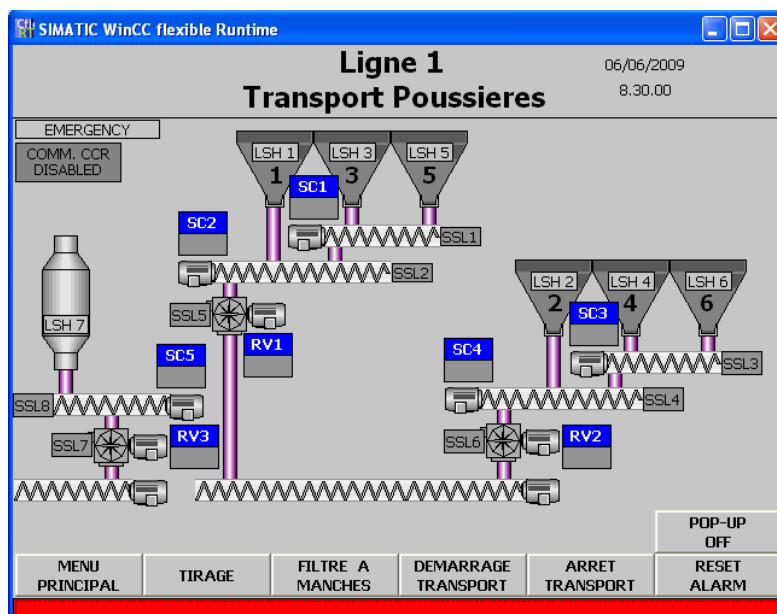 SIMATIC WinCC flexible Runtime
Ligne 1
Transport Poussieres
06/06/2009
8.30.00
EMERGENCY
COMM. CCR
DISABLED
LSH 1
LSH 3
LSH 5
1
3
5
SC1
SC2
SSL1
SSL2
LSH 2
LSH 4
LSH 6
2
4
6
SC3
LSH 7
SSL5
RV1
SC5
SC4
SSL3
SSL8
SSL4
SSL7
RV3
SSL6
RV2
POP-UP
OFF
MENU
PRINCIPAL
TIRAGE
FILTRE A
MANCHES
DEMARRAGE
TRANSPORT
ARRET
TRANSPORT
RESET
ALARM